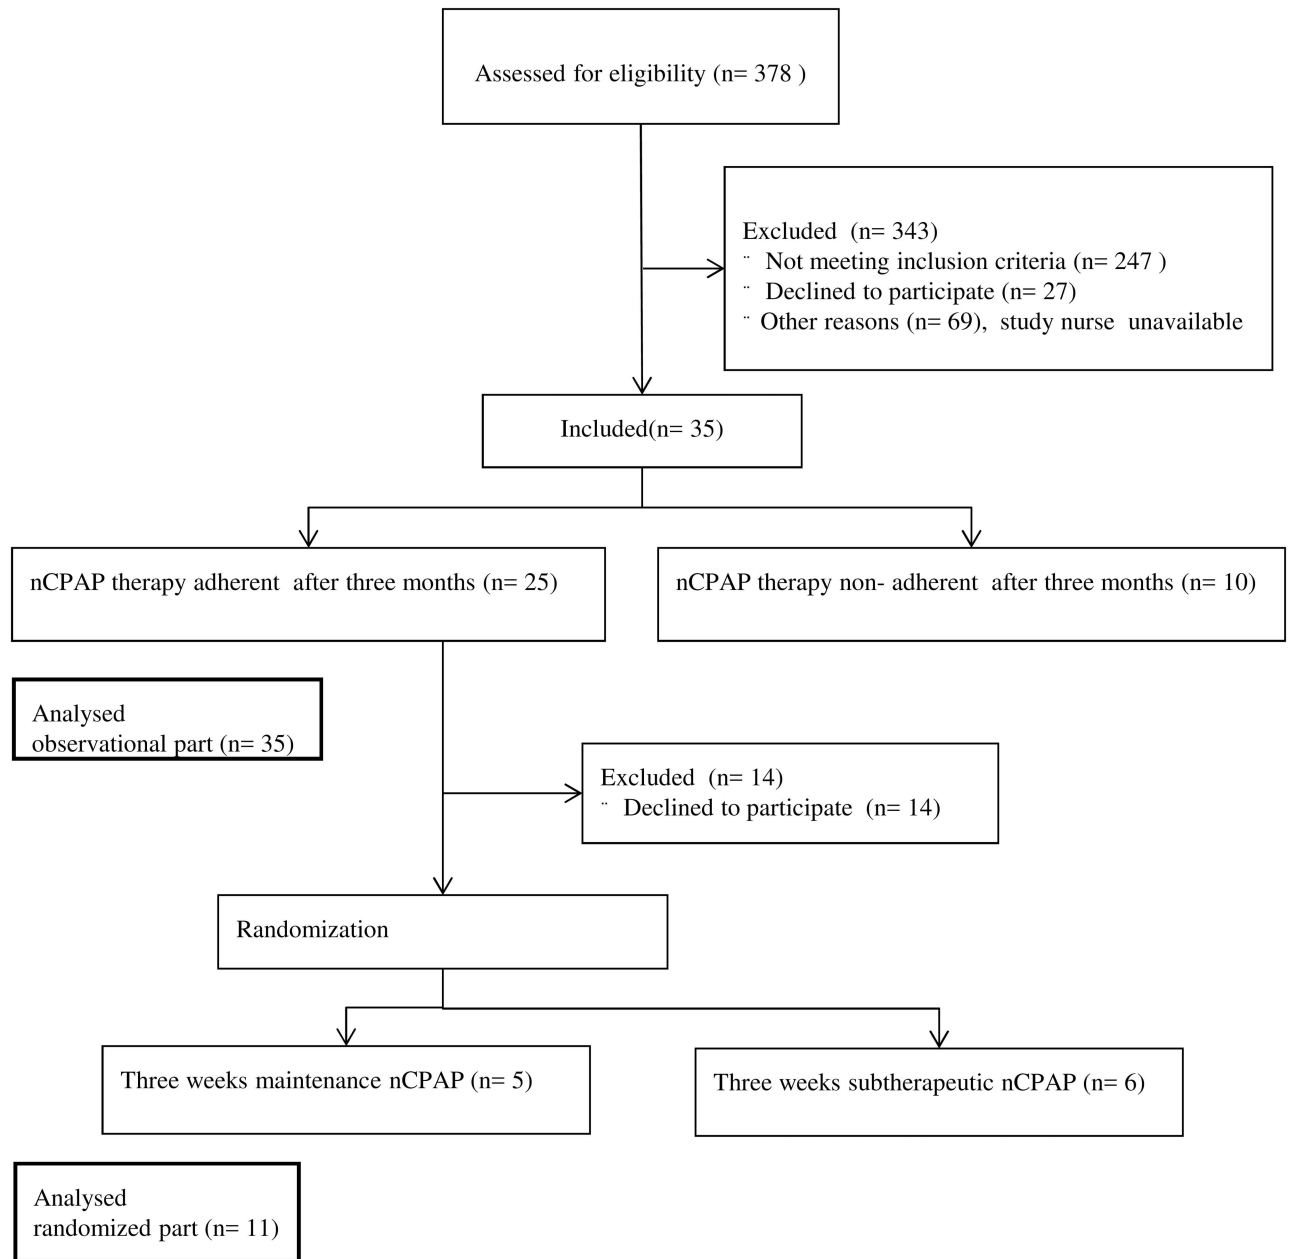 Assessed for eligibility (n= 378 )
Excluded  (n= 343)
¨ Not meeting inclusion criteria (n= 247 )
¨ Declined to participate (n= 27)
¨ Other reasons (n= 69),  study nurse  unavailable
Included(n= 35)
nCPAP therapy adherent  after three months (n= 25)
nCPAP therapy non- adherent  after three months (n= 10)
Analysed
observational part (n= 35)
Excluded  (n= 14)
¨ Declined to participate  (n= 14)
Randomization
Three weeks maintenance nCPAP (n= 5)
Three weeks subtherapeutic nCPAP (n= 6)
Analysed
randomized part (n= 11)